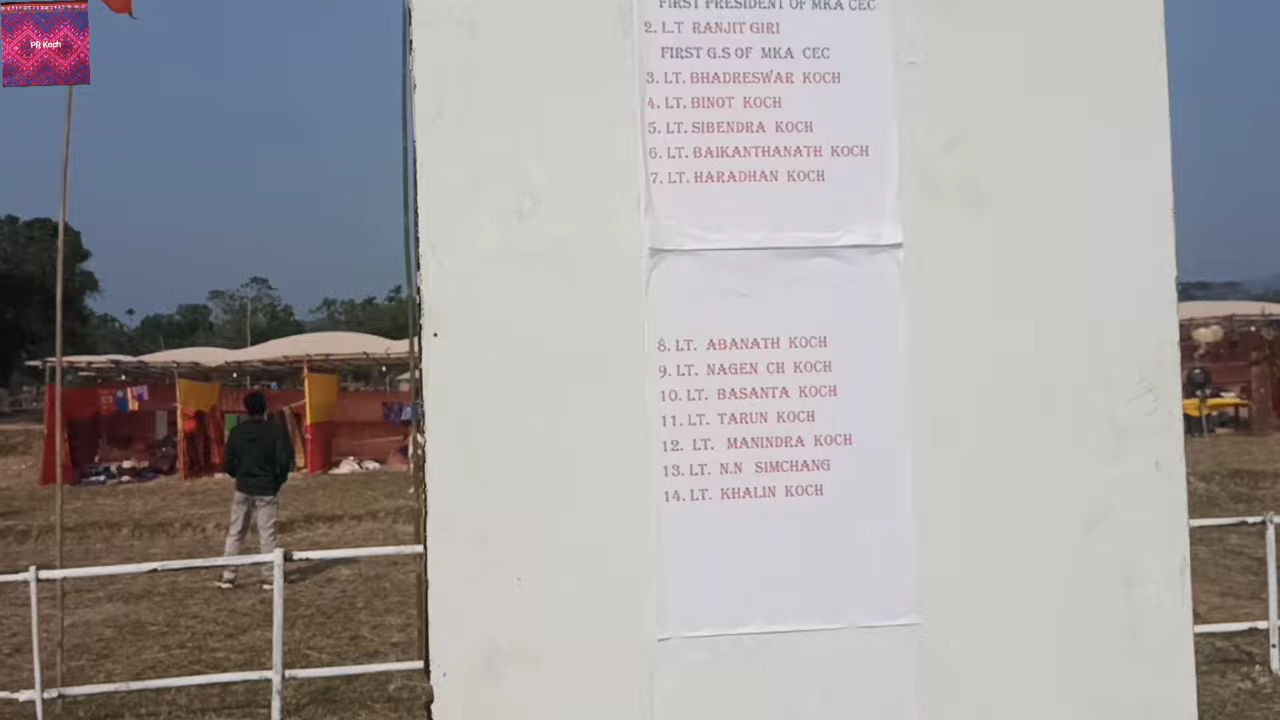 PR Koch
FIRST PRESIDENT OF MKA CEC
2. L.T RANJIT GIRI
FIRST G.S OF MKA CEC
3. LT. BHADRESWAR KOCH
4. LT. BINOT KOCH
5. LT. SIBENDRA KOCH
6. LT. BAIKANTHANATH KOCH
7. LT. HARADHAN KOCH
8. LT. ABANATH KOCH
9. LT. NAGEN CH KOCH
10. LT. BASANTA KOCH
11. LT. TARUN KOCH
12. LT. MANINDRA KOCH
13. LT. N.N SIMCHANG
14. LT. KHALIN KOCH